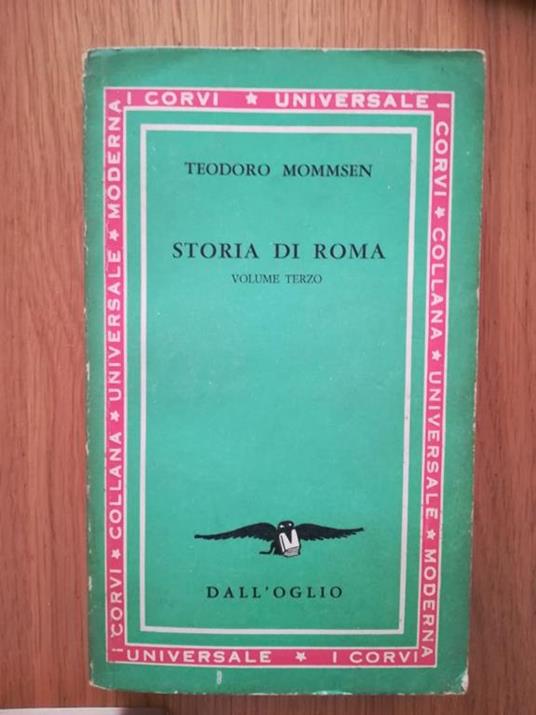 I CORVI ★ UNIVERSALE
I CORVI ★ COLLANA ★ UNIVERSALE ★ MODERNA
TEODORO MOMMSEN
STORIA DI ROMA
VOLUME TERZO
DALL'OGLIO
I CORVI ★ COLLANA ★ UNIVERSALE ★ MODERNA
UNIVERSALE ★ I CORVI